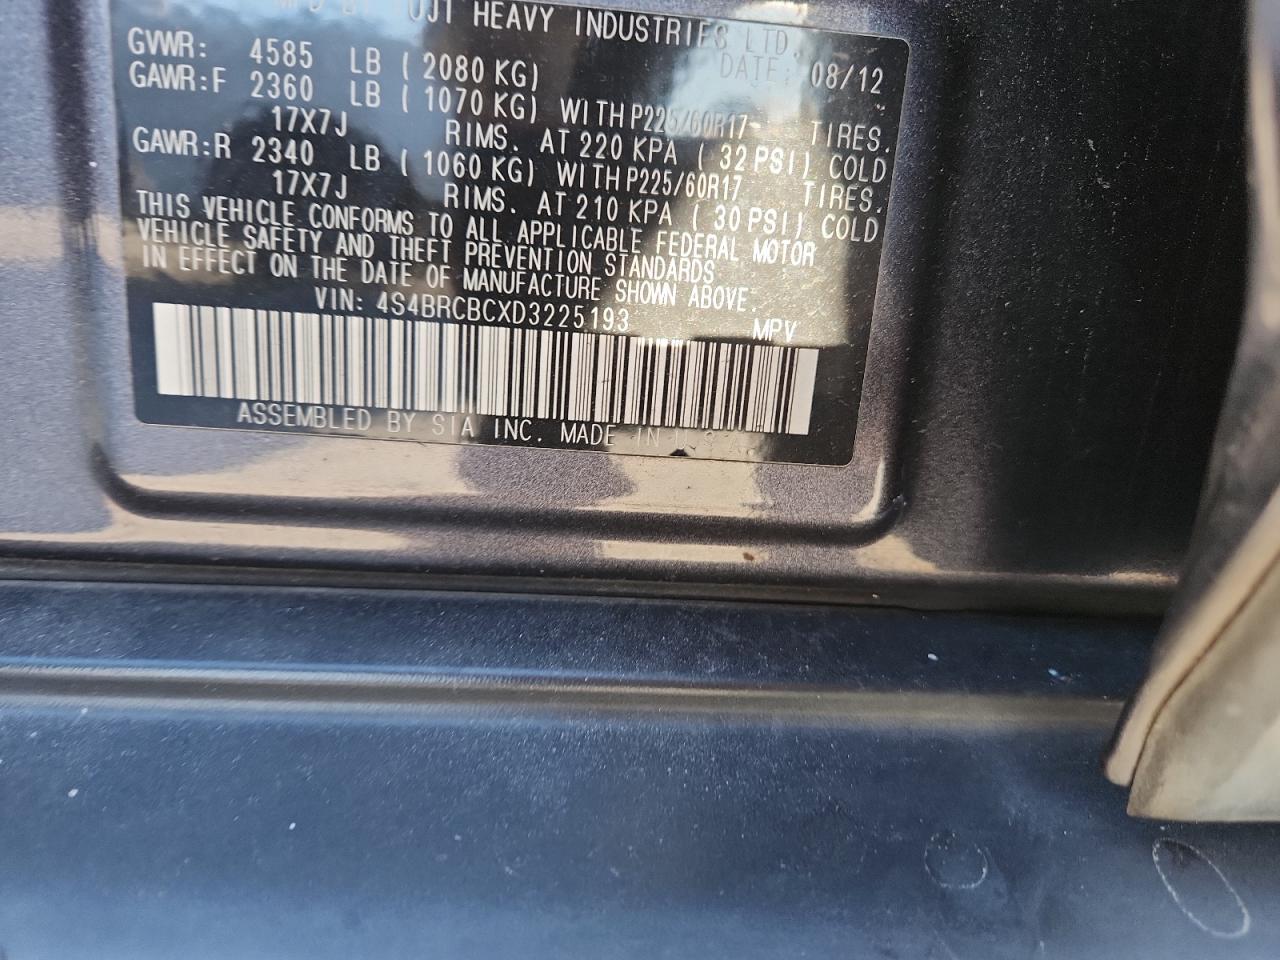 MFD BY FUJI HEAVY INDUSTRIES LTD.
GVWR: 4585 LB ( 2080 KG) DATE: 08/12
GAWR:F 2360 LB ( 1070 KG) WITH P225/60R17 TIRES.
17X7J RIMS. AT 220 KPA ( 32 PSI) COLD
GAWR:R 2340 LB ( 1060 KG) WITH P225/60R17 TIRES.
17X7J RIMS. AT 210 KPA ( 30 PSI) COLD
THIS VEHICLE CONFORMS TO ALL APPLICABLE FEDERAL MOTOR
VEHICLE SAFETY AND THEFT PREVENTION STANDARDS
IN EFFECT ON THE DATE OF MANUFACTURE SHOWN ABOVE.
VIN: 4S4BRCBCXD3225193 MPV
ASSEMBLED BY SIA INC. MADE IN U.S.A.